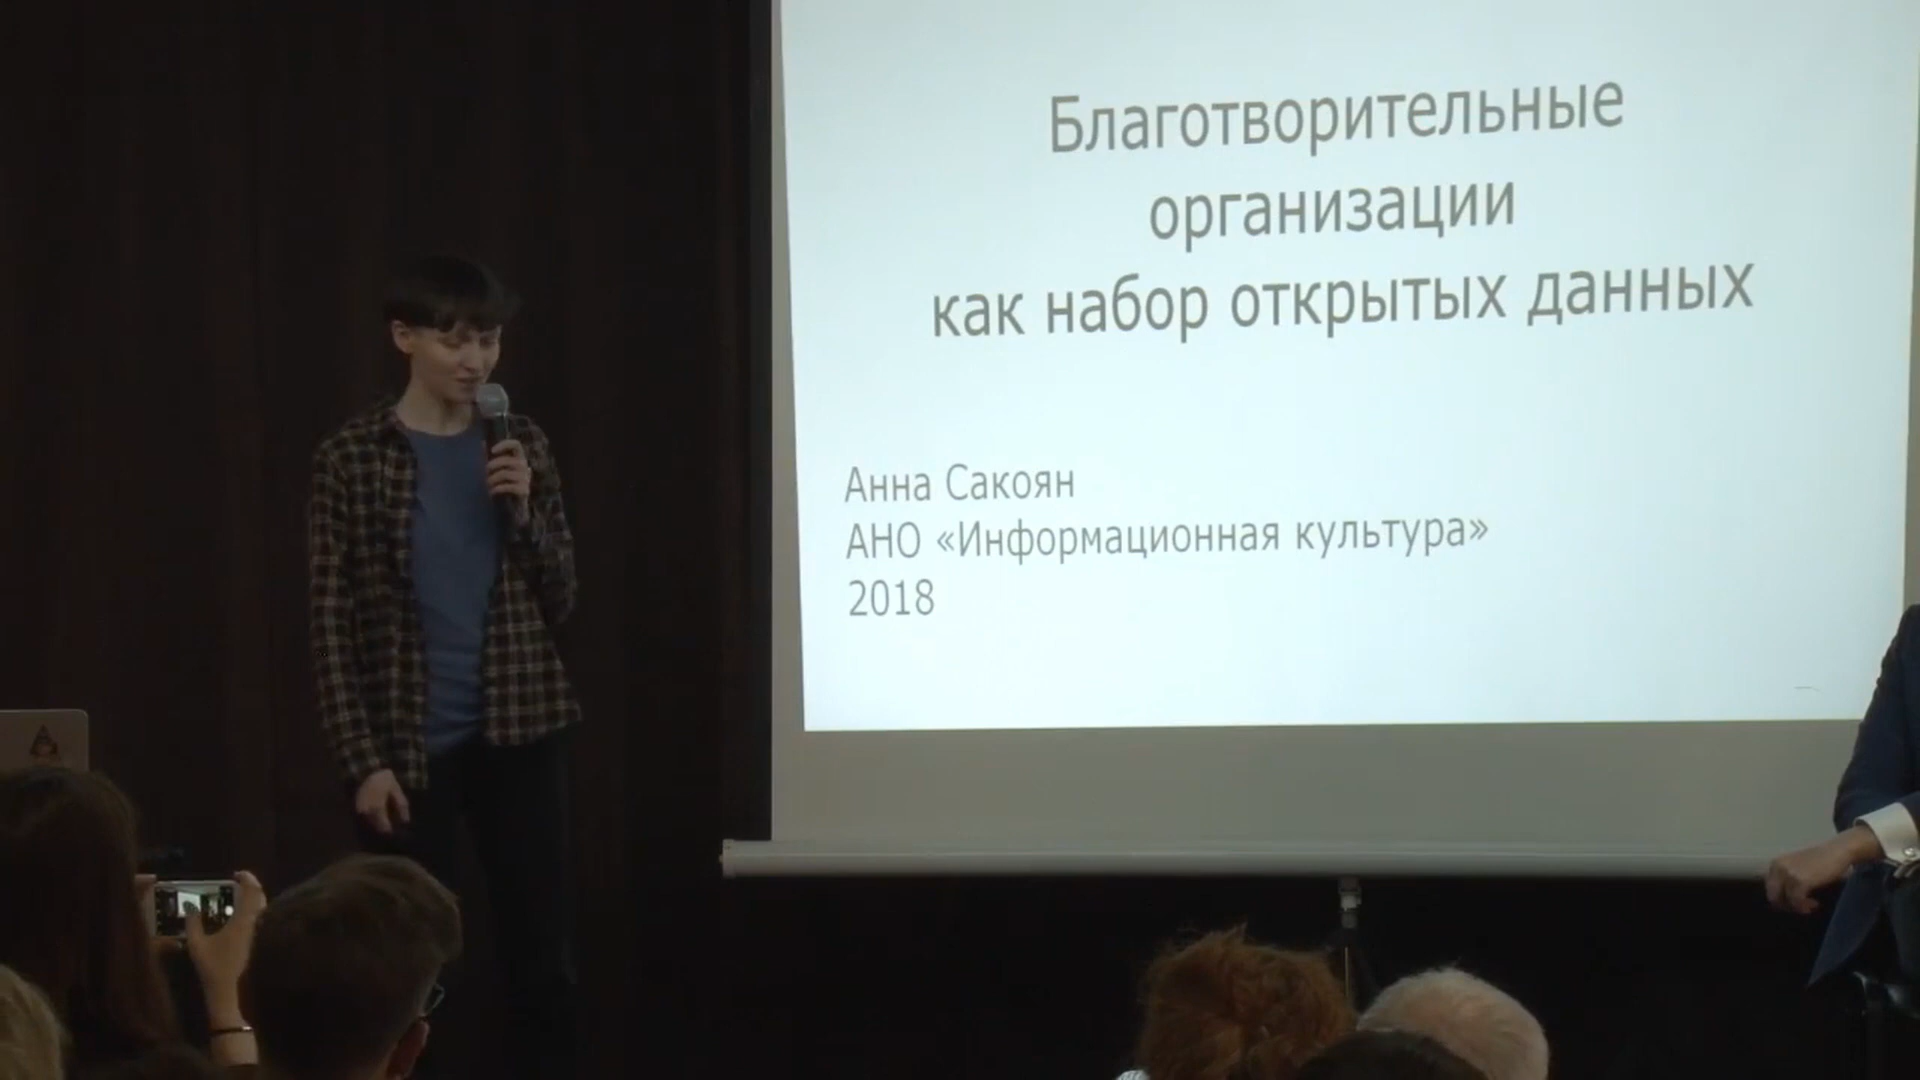 Благотворительные
организации
как набор открытых данных
Анна Сакоян
АНО «Информационная культура»
2018